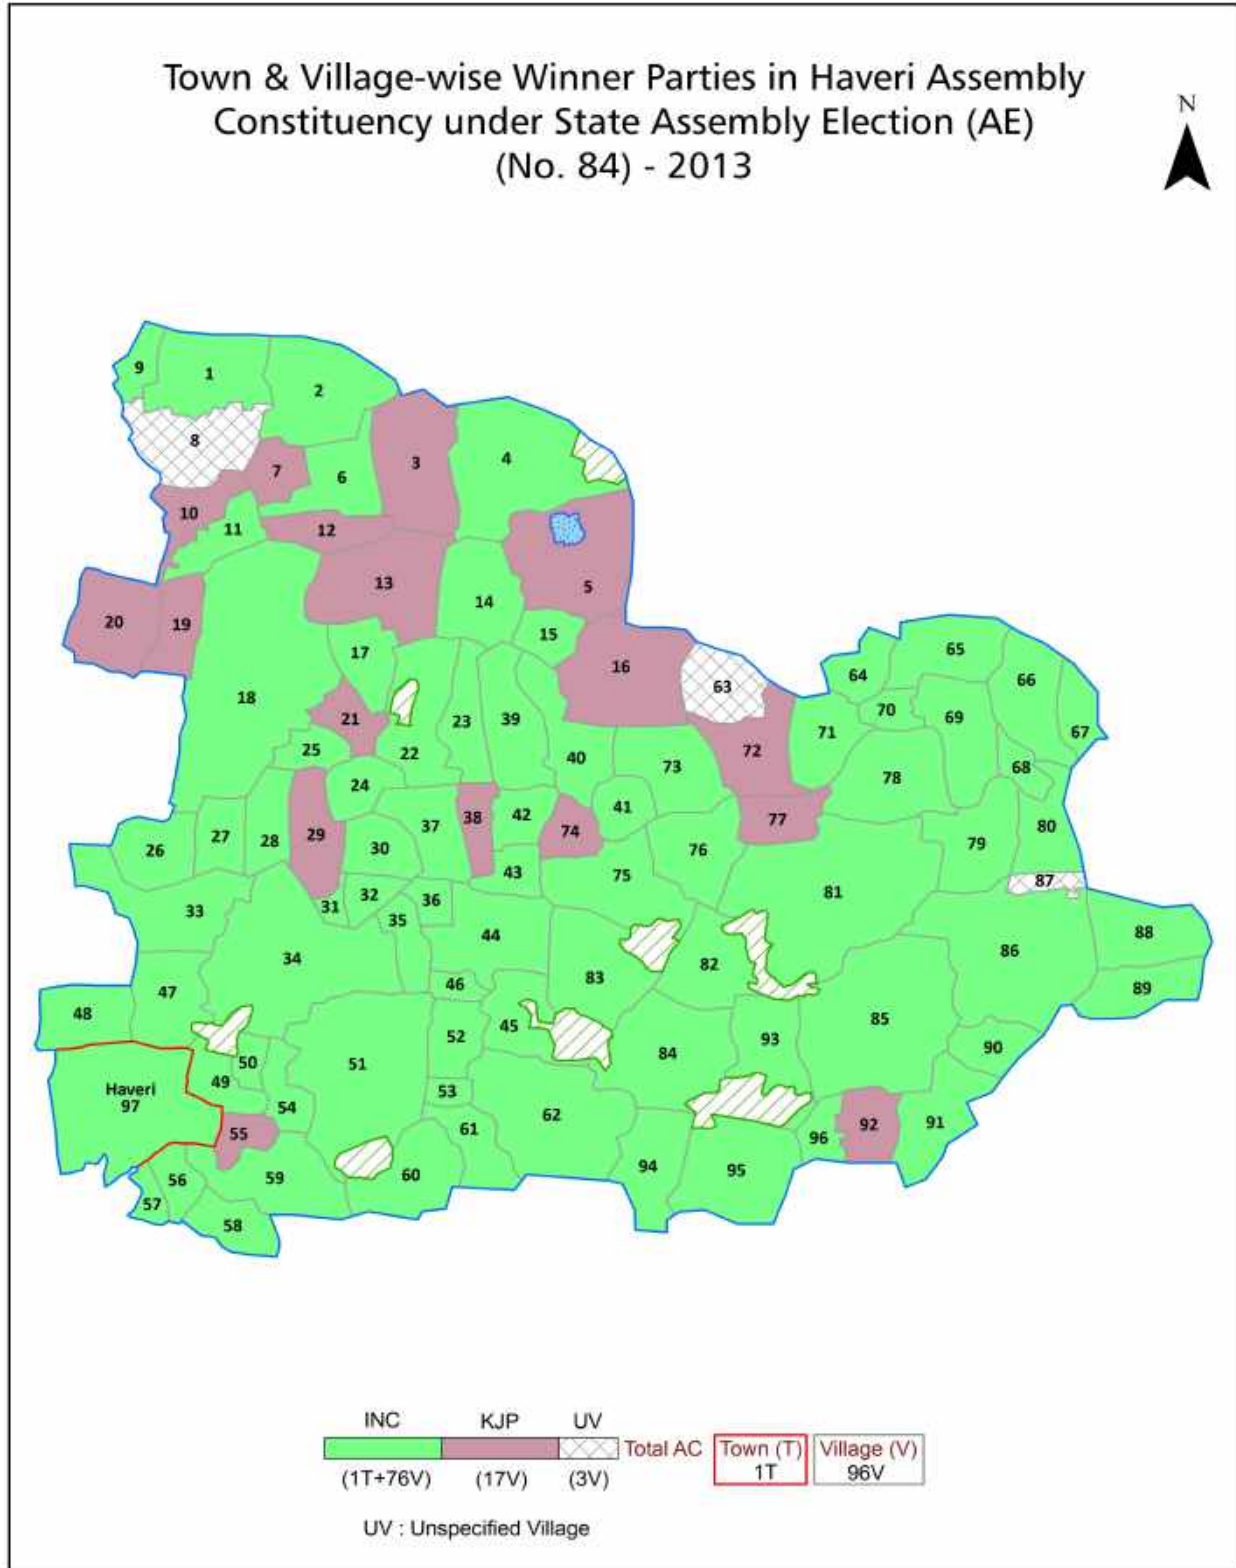 Town & Village-wise Winner Parties in Haveri Assembly
Constituency under State Assembly Election (AE)
(No. 84) - 2013
N
9 1 2
8
7 6 3 4
10 11 12
13 5
20 19 14
17 15 16
18 63
21 23 39
25 22 40 73 72
24
64 65 66
70 69 67
71 68
78
26 27 28 29 30 37 38 42 74 41 77
76 79 80
43 75
31 32 36 81 87
33 35
34 44 88
86
47 46 83 82 89
48 45 85
52 93 90
50 51 84
49
Haveri
97
54 53
55 61 62 96 92 91
56 59 60 94 95
57
58
INC KJP UV
Total AC Town (T) Village (V)
1T 96V
(1T+76V) (17V) (3V)
UV : Unspecified Village